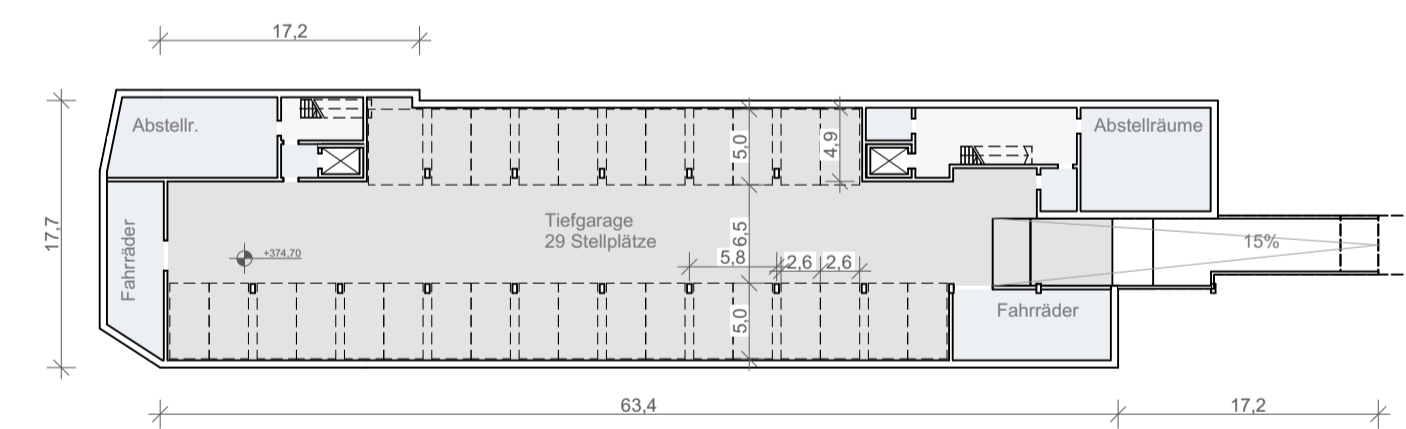 17,2
Abstellr.
Abstellräume
5,0
4,9
17,7
Fahrräder
Tiefgarage
29 Stellplätze
6,5
15%
+374,70
5,8
2,6
2,6
5,0
Fahrräder
63,4
17,2